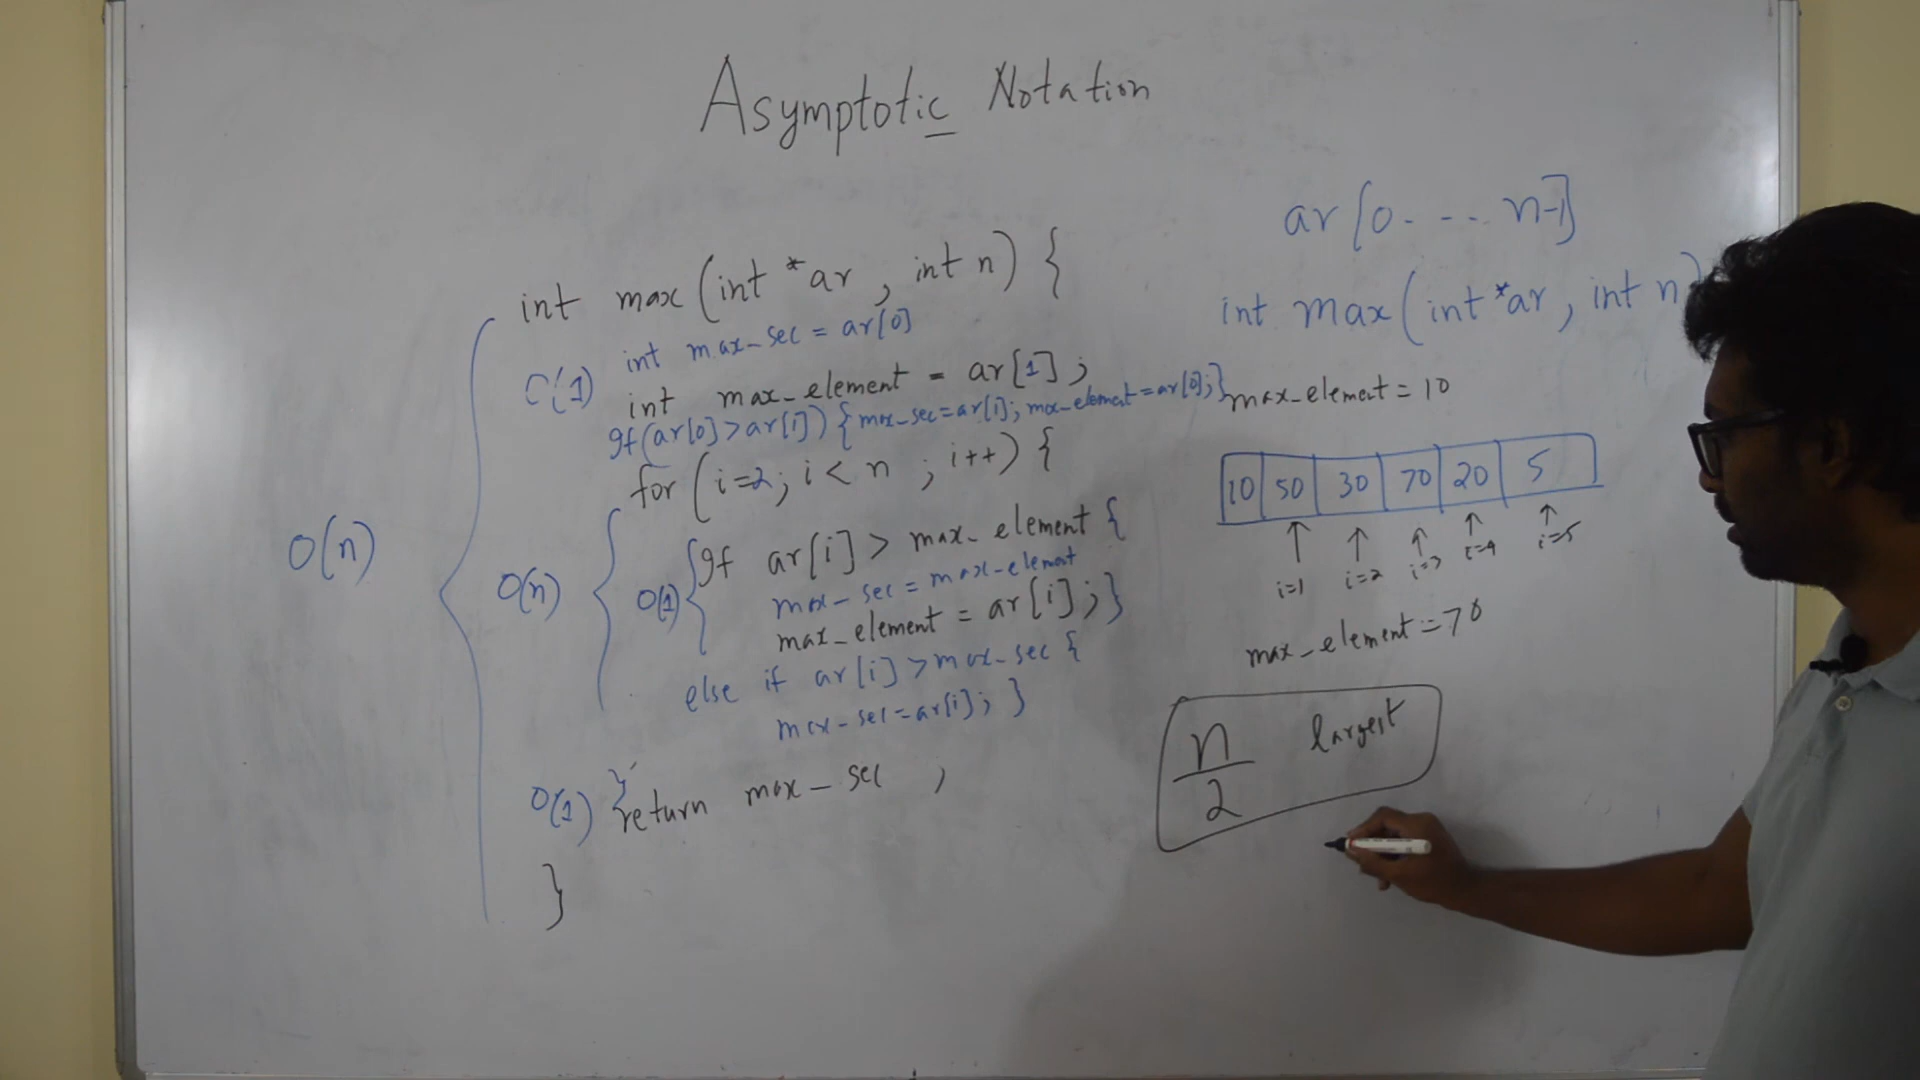 Asymptotic Notation
int max(int *ar, int n) {
int max_sec = ar[0]
O(1)
int max_element = ar[1];
If(ar[0]>ar[1]) {max_sec=ar[1]; max_element=ar[0];}
for (i=2; i < n ; i++) {
O(n)
O(n)
O(1)
If ar[i] > max_element {
max_sec = max_element
max_element = ar[i];}
else if ar[i] > max_sec {
max_sec = ar[i]; }
}
O(1)
return max_sec ;
}
ar[0. -.. n-1]
int max(int *ar, int n)
max_element = 10
10 50 30 70 20 5
i=1 i=2 i=3 i=4 i=5
max_element = 70
n
2
largest